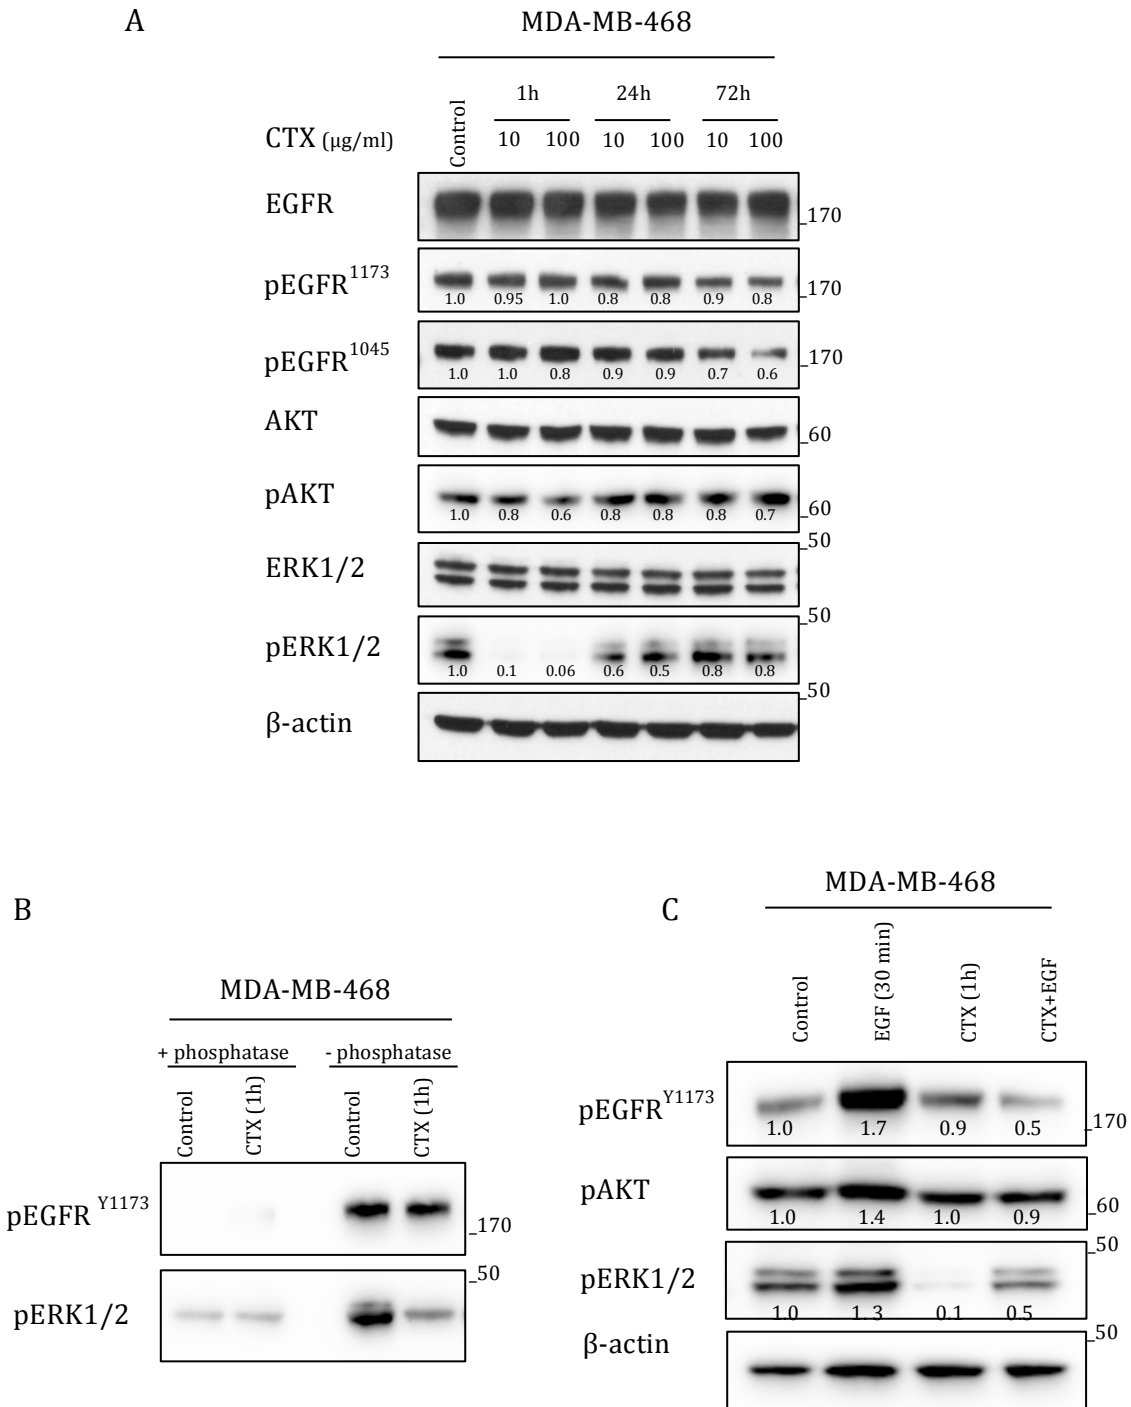 A
MDA-MB-468
1h 24h 72h
Control
CTX (μg/ml) 10 100 10 100 10 100
EGFR
170
pEGFR1173
1.0 0.95 1.0 0.8 0.8 0.9 0.8
170
pEGFR1045
1.0 1.0 0.8 0.9 0.9 0.7 0.6
170
AKT
60
pAKT
1.0 0.8 0.6 0.8 0.8 0.8 0.7
60
50
ERK1/2
50
pERK1/2
1.0 0.1 0.06 0.6 0.5 0.8 0.8
50
β-actin
B
MDA-MB-468
+ phosphatase - phosphatase
Control CTX (1h) Control CTX (1h)
pEGFR Y1173
170
50
pERK1/2
C
MDA-MB-468
Control EGF (30 min) CTX (1h) CTX+EGF
pEGFRY1173
1.0 1.7 0.9 0.5
170
pAKT
1.0 1.4 1.0 0.9
60
50
pERK1/2
1.0 1.3 0.1 0.5
50
β-actin